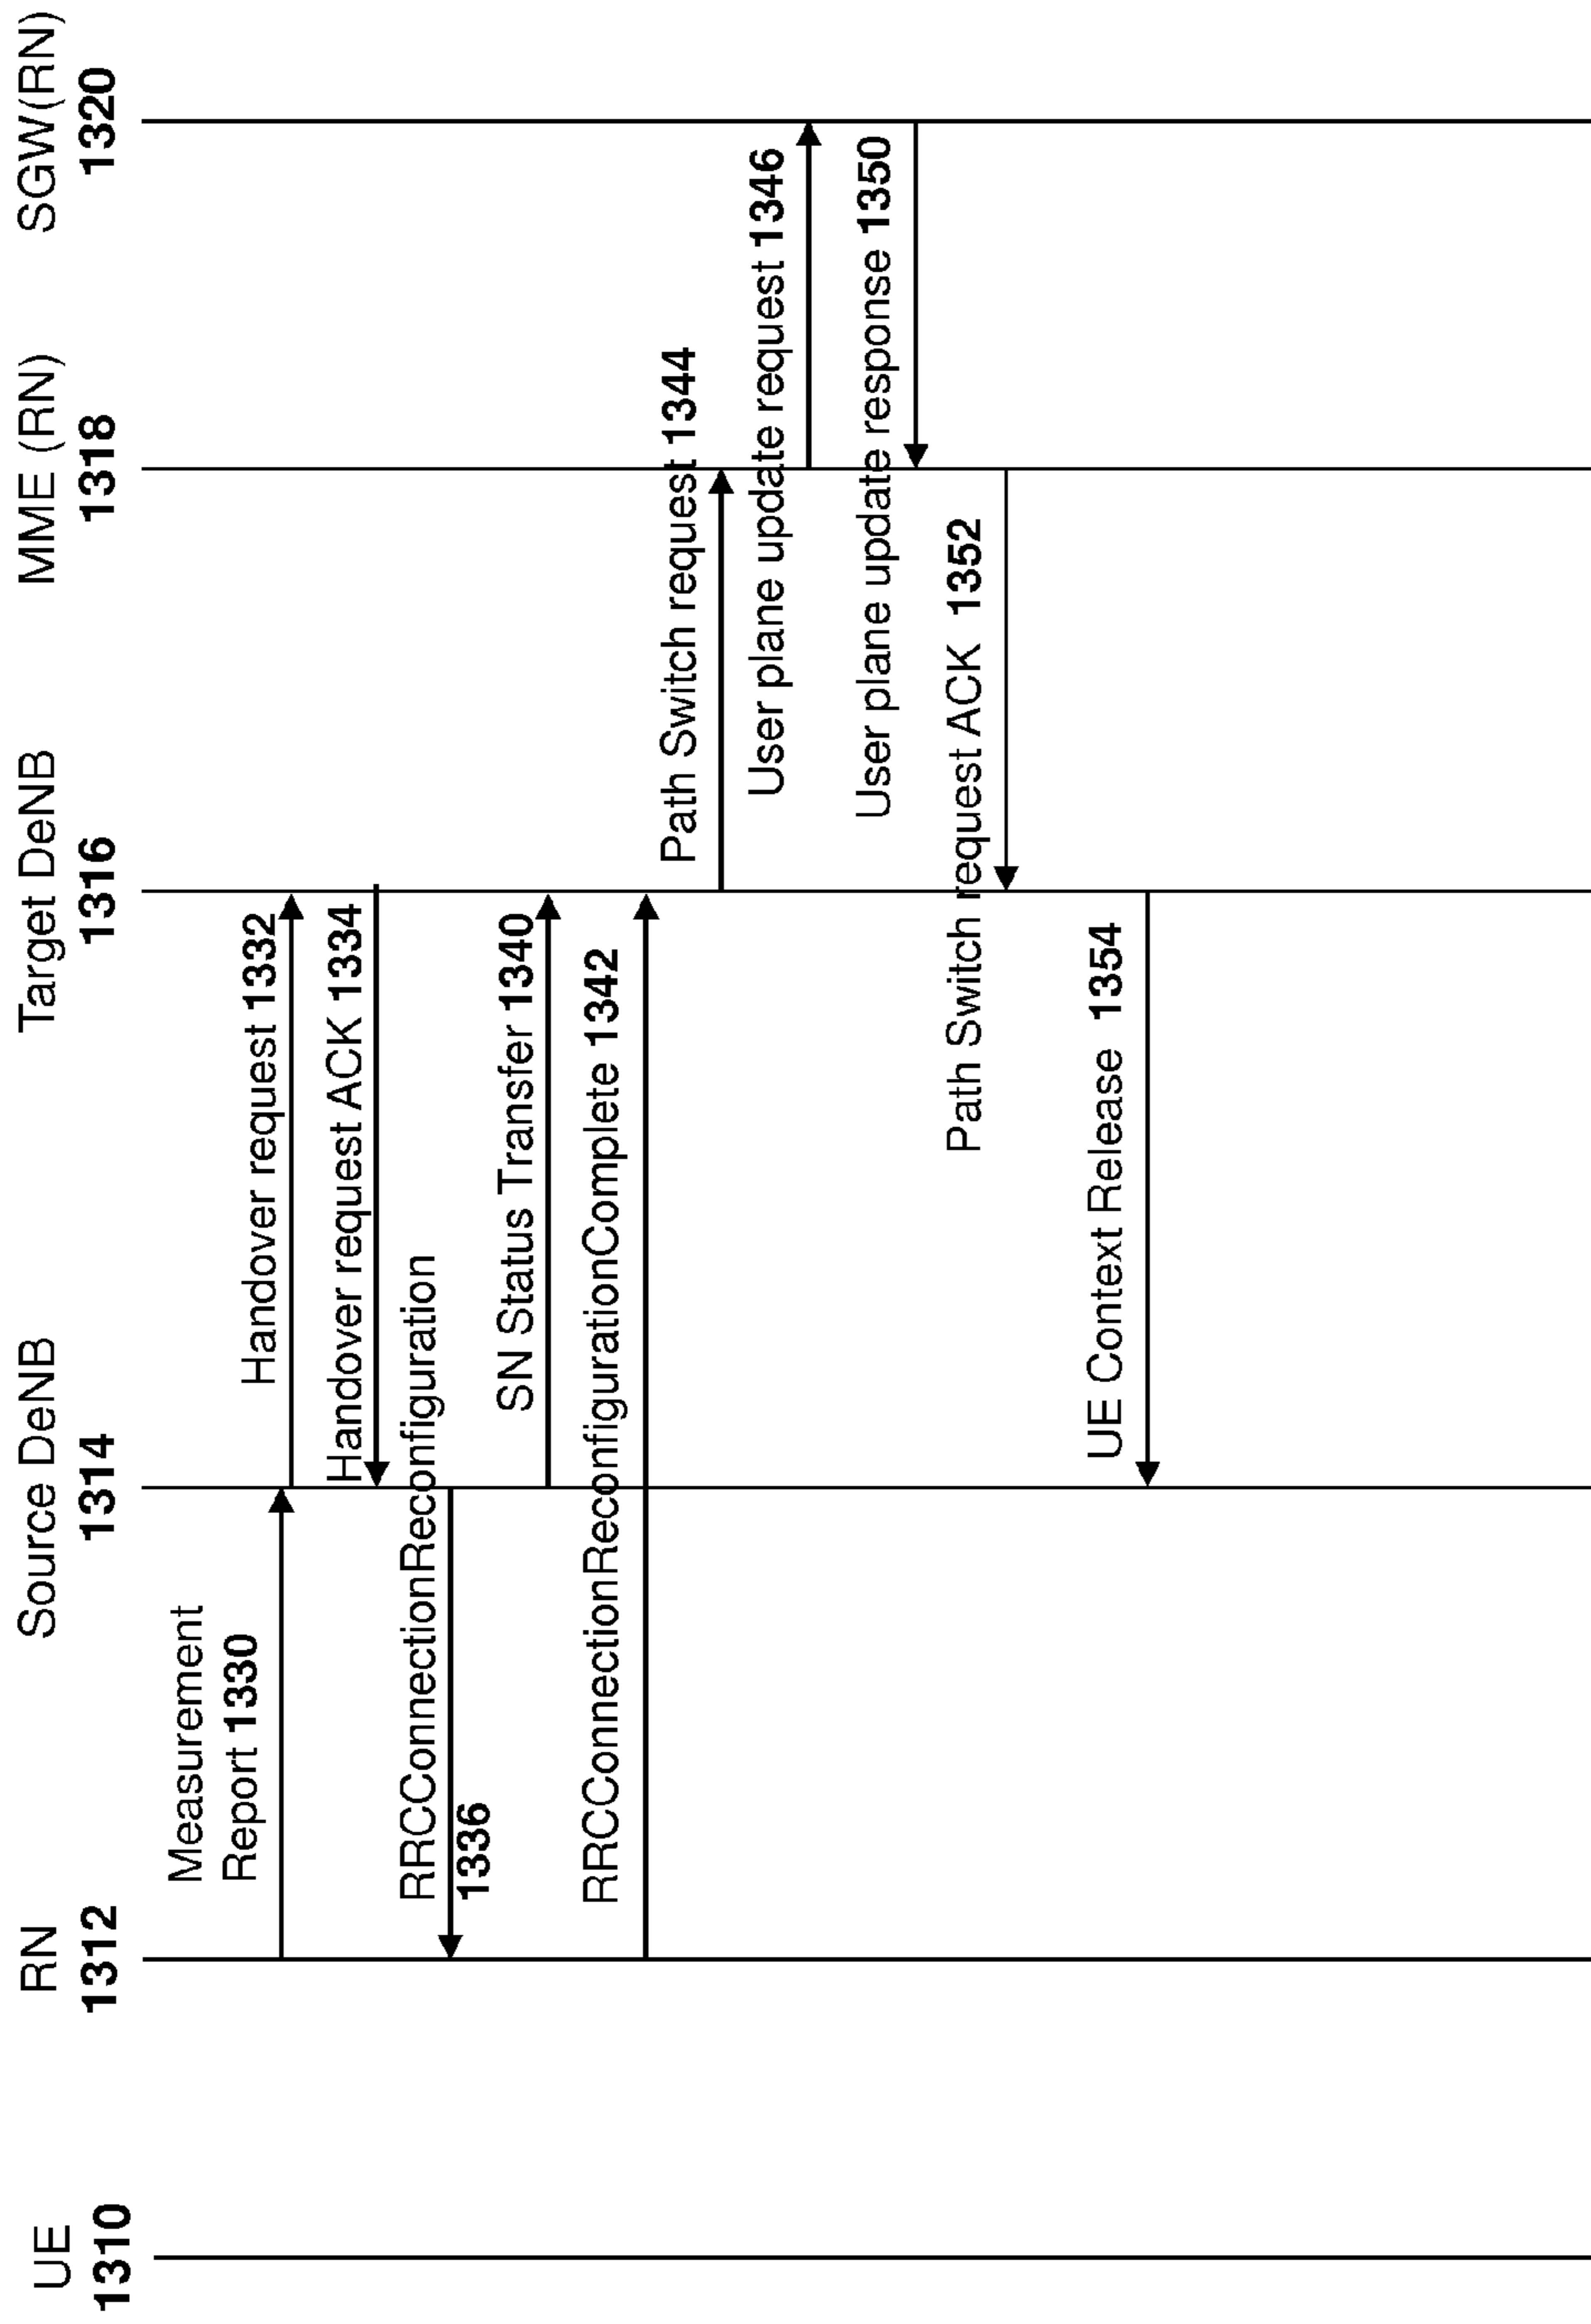 UE
1310
RN
1312
Source DeNB
1314
Target DeNB
1316
MME (RN)
1318
SGW(RN)
1320
Measurement
Report 1330
Handover request 1332
Handover request ACK 1334
RRCConnectionReconfiguration
1336
SN Status Transfer 1340
RRCConnectionReconfigurationComplete 1342
Path Switch request 1344
User plane update request 1346
User plane update response 1350
Path Switch request ACK 1352
UE Context Release 1354